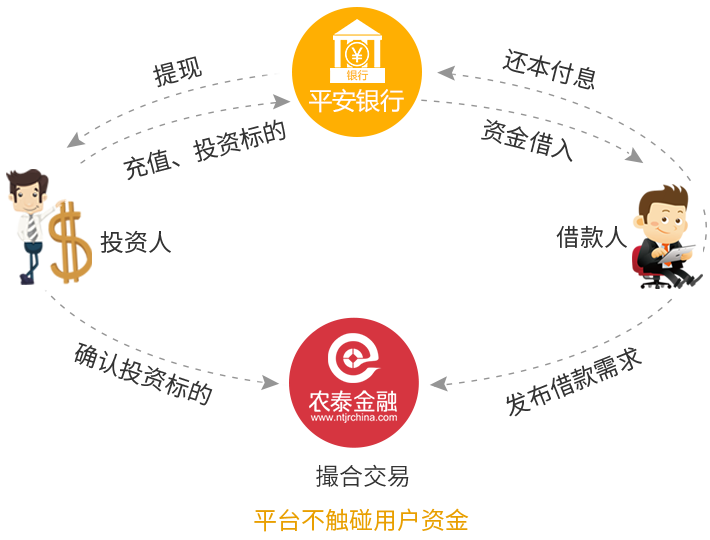 提现
充值、投资标的
银行
平安银行
还本付息
资金借入
投资人
借款人
确认投资标的
农泰金融
www.ntjrchina.com
发布借款需求
撮合交易
平台不触碰用户资金